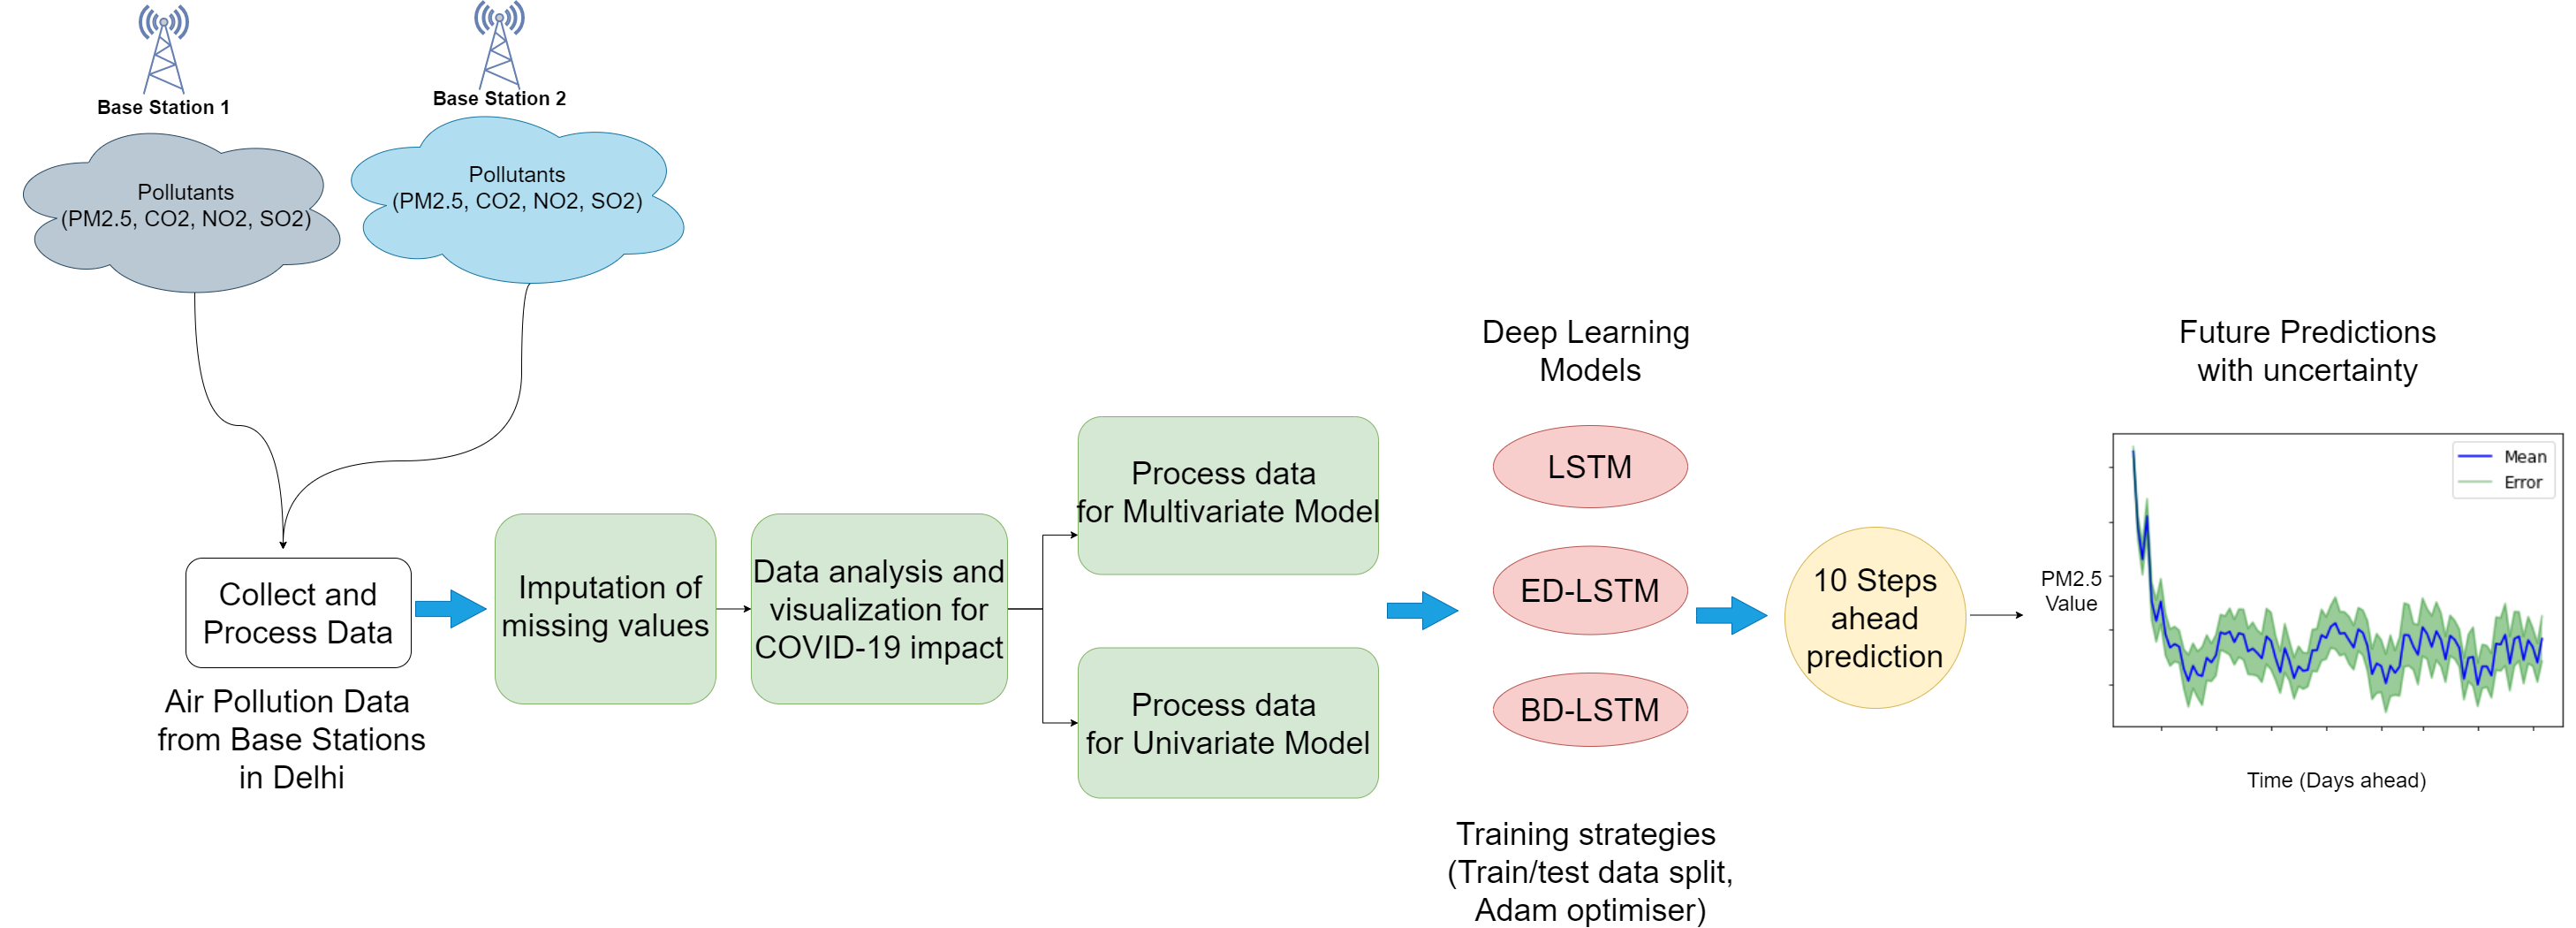 Base Station 1
Base Station 2
Pollutants
(PM2.5, CO2, NO2, SO2)
Pollutants
(PM2.5, CO2, NO2, SO2)
Collect and
Process Data
Air Pollution Data
from Base Stations
in Delhi
Imputation of
missing values
Data analysis and
visualization for
COVID-19 impact
Process data
for Multivariate Model
Process data
for Univariate Model
Deep Learning
Models
LSTM
ED-LSTM
BD-LSTM
Training strategies
(Train/test data split,
Adam optimiser)
10 Steps
ahead
prediction
Future Predictions
with uncertainty
Mean
Error
PM2.5
Value
Time (Days ahead)